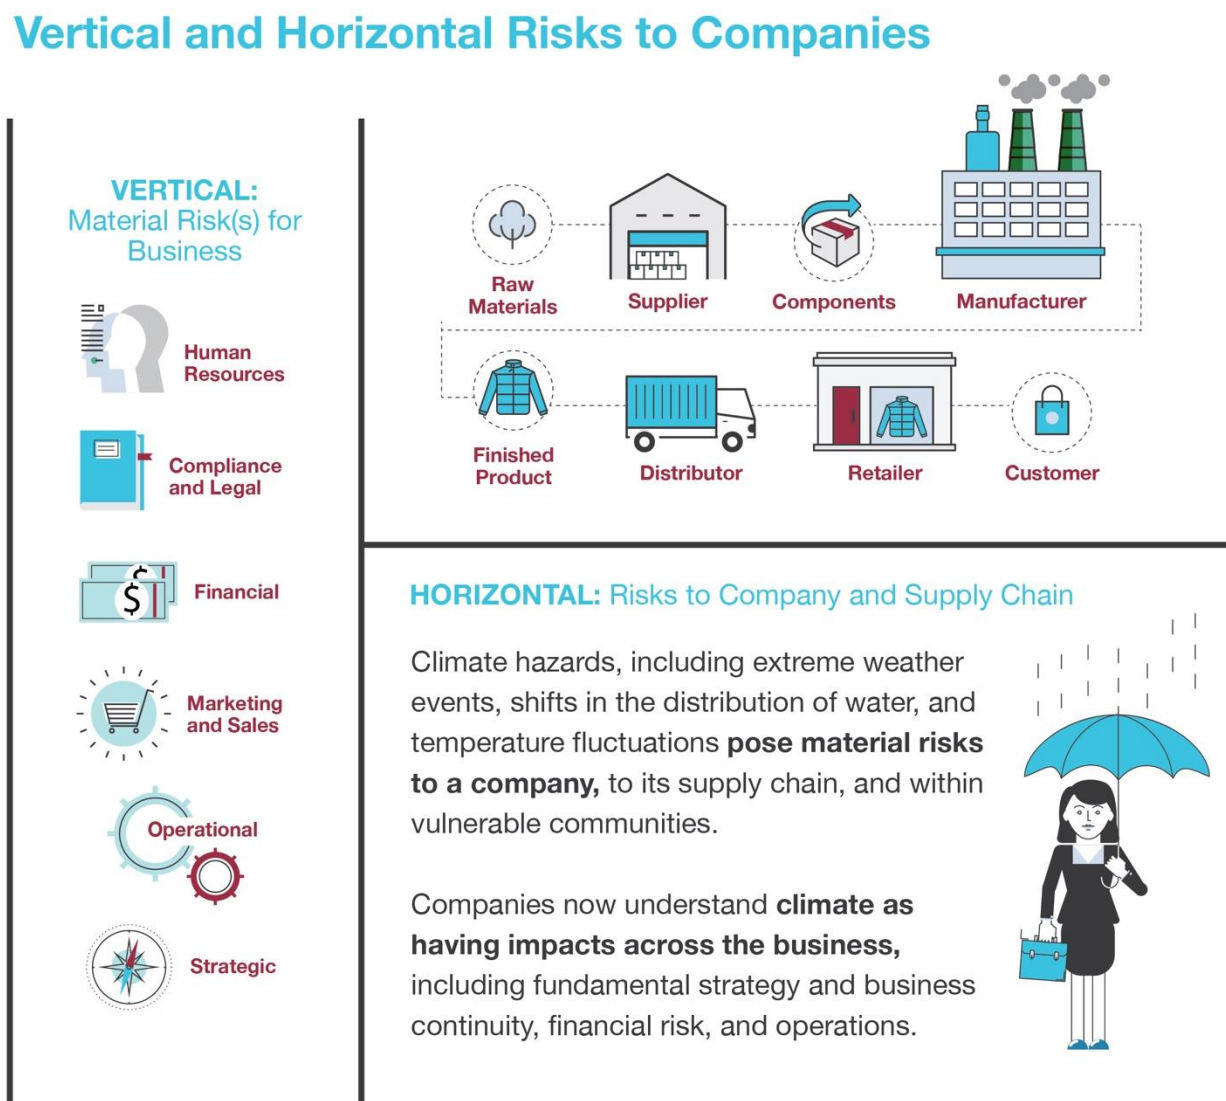 Vertical and Horizontal Risks to Companies
VERTICAL:
Material Risk(s) for
Business
Human
Resources
Compliance
and Legal
$
$
Financial
Marketing
and Sales
Operational
Strategic
Raw
Materials
Supplier
Components
Manufacturer
Finished
Product
Distributor
Retailer
Customer
HORIZONTAL: Risks to Company and Supply Chain
Climate hazards, including extreme weather
events, shifts in the distribution of water, and
temperature fluctuations pose material risks
to a company, to its supply chain, and within
vulnerable communities.
Companies now understand climate as
having impacts across the business,
including fundamental strategy and business
continuity, financial risk, and operations.